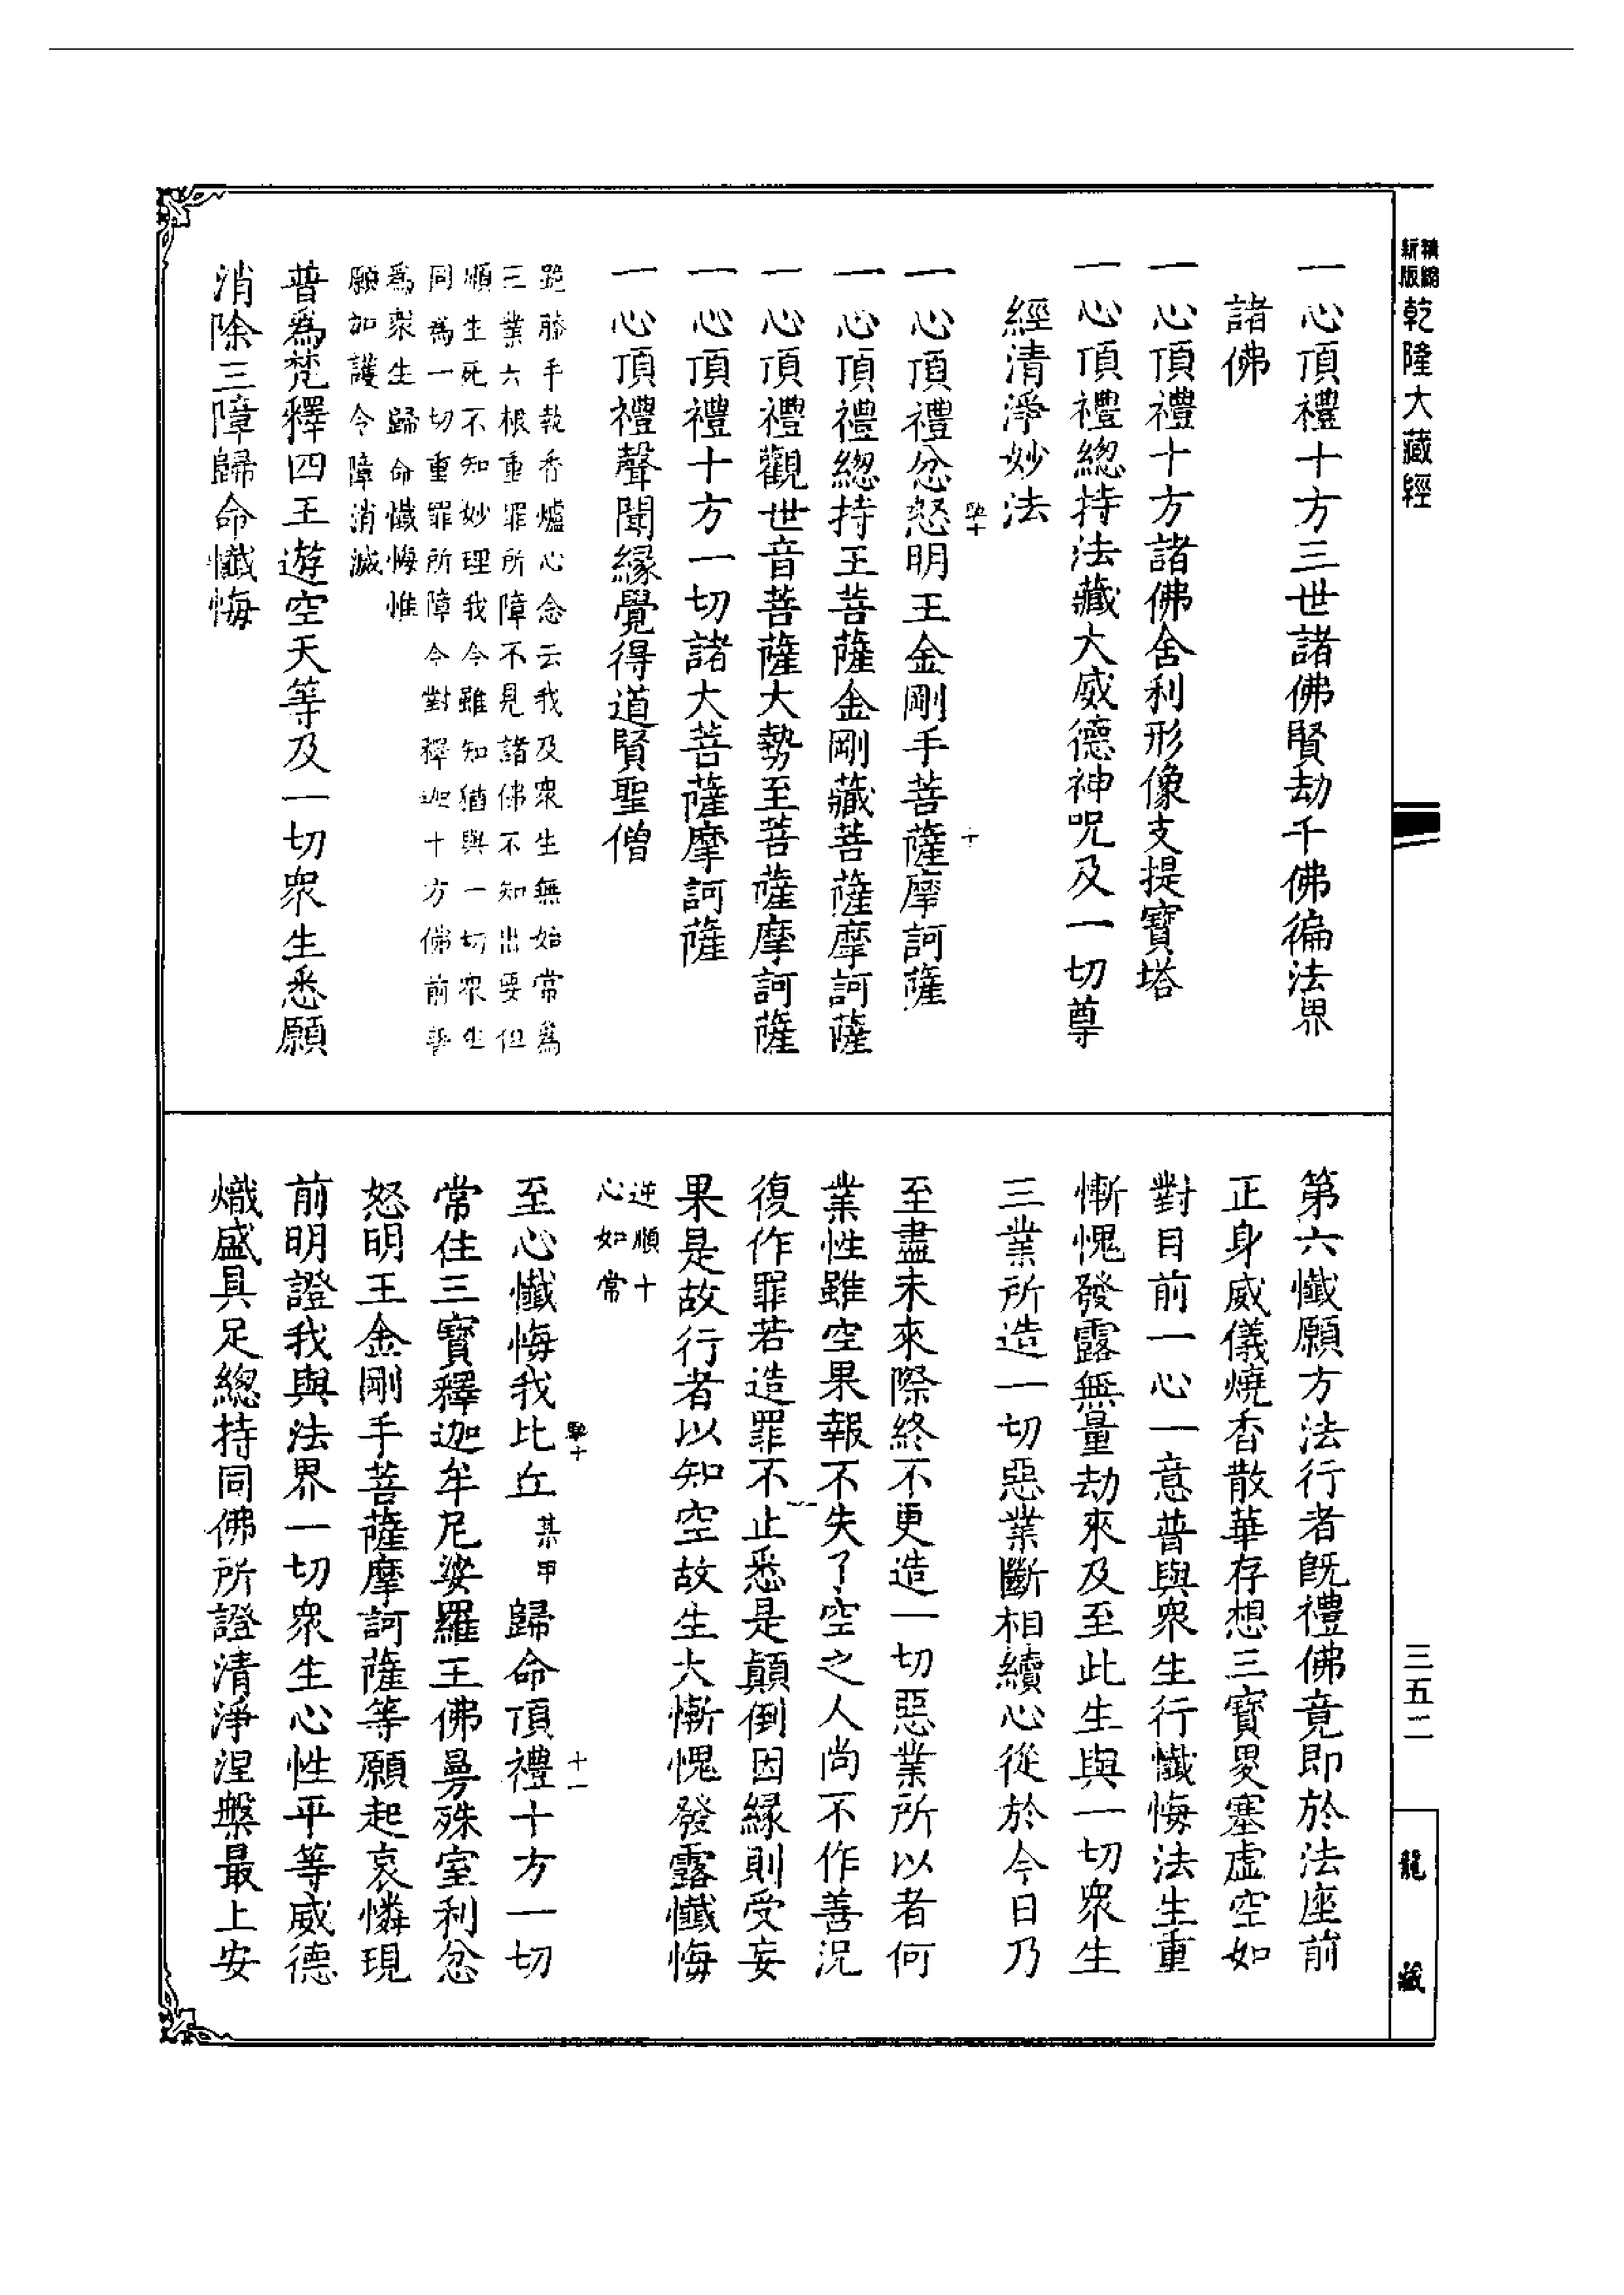 新版
精縮
乾隆大藏經
一心頂禮十方三世諸佛賢劫千佛徧法界
諸佛
一心頂禮十方諸佛舍利形像支提寶塔
一心頂禮總持法藏大威德神呪及一切尊
經清淨妙法
一心頂禮忿怒明王金剛手菩薩摩訶薩
一心頂禮總持王菩薩金剛藏菩薩摩訶薩
一心頂禮觀世音菩薩大勢至菩薩摩訶薩
一心頂禮十方一切諸大菩薩摩訶薩
一心頂禮聲聞緣覺得道賢聖僧
跪膝手執香爐心念云我及衆生無始常爲
三業六根重罪所障不見諸佛不知出要但
順生死不知妙理我今雖知猶與一切衆生
同爲一切重罪所障今對釋迦十方佛前普
爲衆生歸命懺悔惟
願加護令障消滅
普爲梵釋四王遊空天等及一切衆生悉願
消除三障歸命懺悔
第六懺願方法行者旣禮佛竟即於法座前
正身威儀燒香散華存想三寶畟塞虛空如
對目前一心一意普與衆生行懺悔法生重
慚愧發露無量劫來及至此生與一切衆生
三業所造一切惡業斷相續心從於今日乃
至盡未來際終不更造一切惡業所以者何
業性雖空果報不失了空之人尚不作善況
復作罪若造罪不止悉是顛倒因緣則受妄
果是故行者以知空故生大慚愧發露懺悔
逆順十
心如常
至心懺悔我比丘某甲歸命頂禮十方一切
常住三寶釋迦牟尼娑羅王佛曼殊室利忿
怒明王金剛手菩薩摩訶薩等願起哀憐現
前明證我與法界一切衆生心性平等威德
熾盛具足總持同佛所證清淨涅槃最上安
十
十一
三五二
龍藏